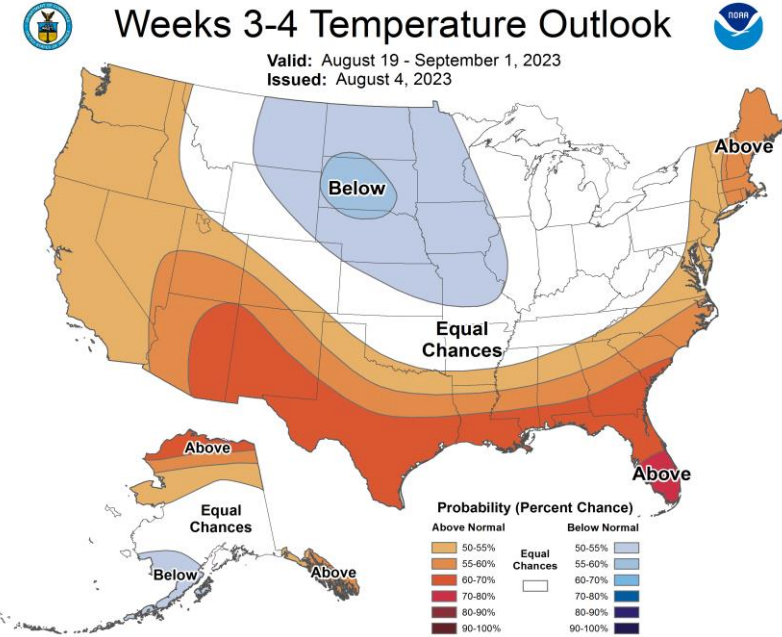 Weeks 3-4 Temperature Outlook
NOAA
Valid: August 19 - September 1, 2023
Issued: August 4, 2023
Above
Below
Equal
Chances
Above
Above
Equal
Chances
Below
Above
Probability (Percent Chance)
Above Normal
Below Normal
50-55%
55-60%
60-70%
70-80%
80-90%
90-100%
Equal
Chances
50-55%
55-60%
60-70%
70-80%
80-90%
90-100%